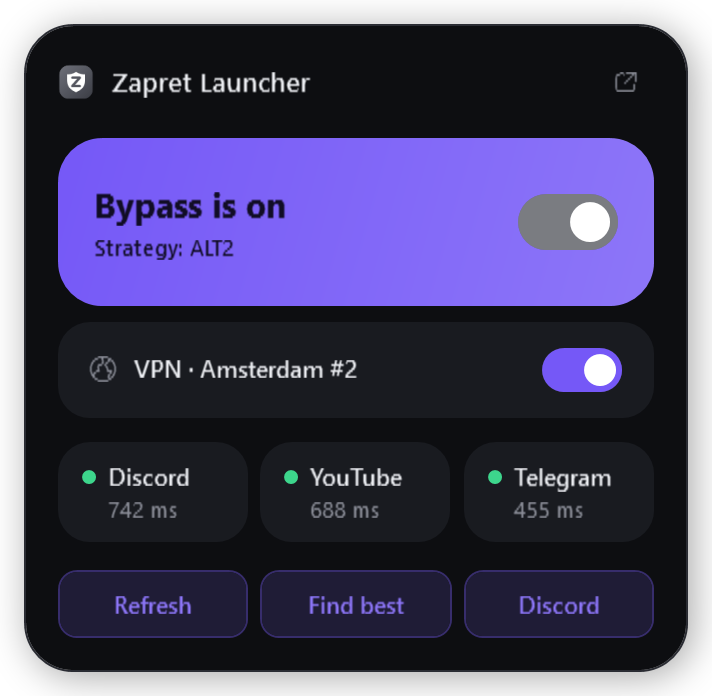 Z
Zapret Launcher
Bypass is on
Strategy: ALT2
VPN · Amsterdam #2
Discord
742 ms
YouTube
688 ms
Telegram
455 ms
Refresh
Find best
Discord